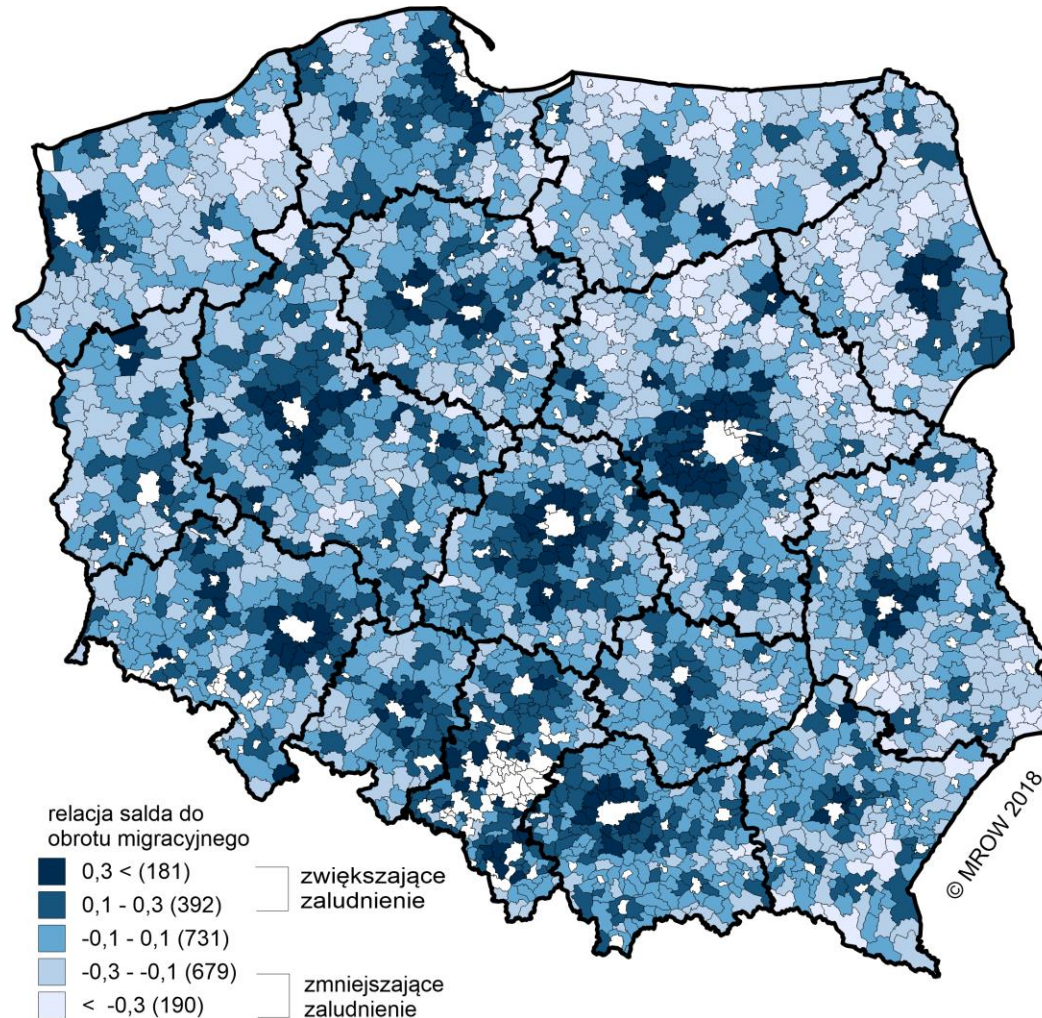 relacja salda do
obrotu migracyjnego
0,3 < (181)
0,1 - 0,3 (392)
-0,1 - 0,1 (731)
-0,3 - -0,1 (679)
< -0,3 (190)
zwiększające
zaludnienie
zmniejszające
zaludnienie
© MROW 2018